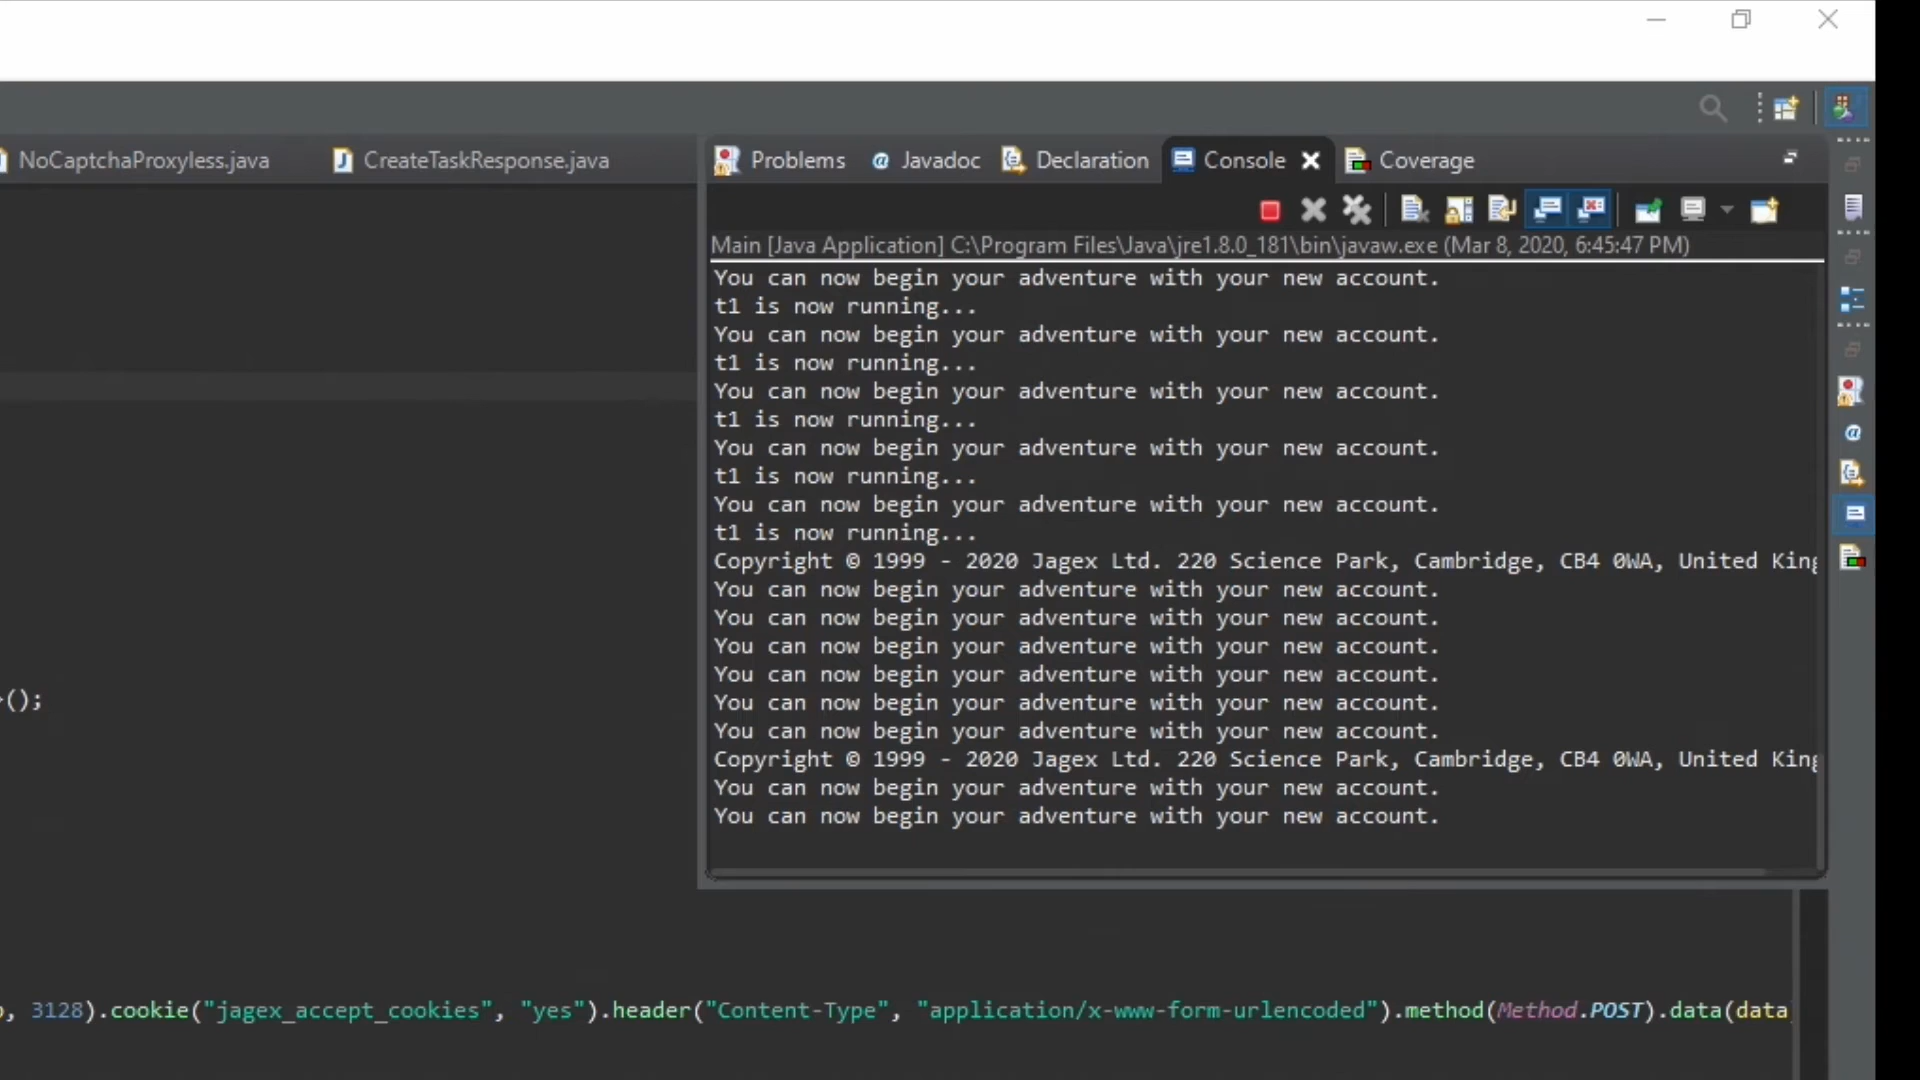 NoCaptchaProxyless.java
CreateTaskResponse.java
Problems
Javadoc
Declaration
Console
Coverage
Main [Java Application] C:\Program Files\Java\jre1.8.0_181\bin\javaw.exe (Mar 8, 2020, 6:45:47 PM)
You can now begin your adventure with your new account.
t1 is now running...
You can now begin your adventure with your new account.
t1 is now running...
You can now begin your adventure with your new account.
t1 is now running...
You can now begin your adventure with your new account.
t1 is now running...
You can now begin your adventure with your new account.
t1 is now running...
Copyright © 1999 - 2020 Jagex Ltd. 220 Science Park, Cambridge, CB4 0WA, United King
You can now begin your adventure with your new account.
You can now begin your adventure with your new account.
You can now begin your adventure with your new account.
You can now begin your adventure with your new account.
You can now begin your adventure with your new account.
You can now begin your adventure with your new account.
Copyright © 1999 - 2020 Jagex Ltd. 220 Science Park, Cambridge, CB4 0WA, United King
You can now begin your adventure with your new account.
You can now begin your adventure with your new account.
();
, 3128).cookie("jagex_accept_cookies", "yes").header("Content-Type", "application/x-www-form-urlencoded").method(Method.POST).data(data